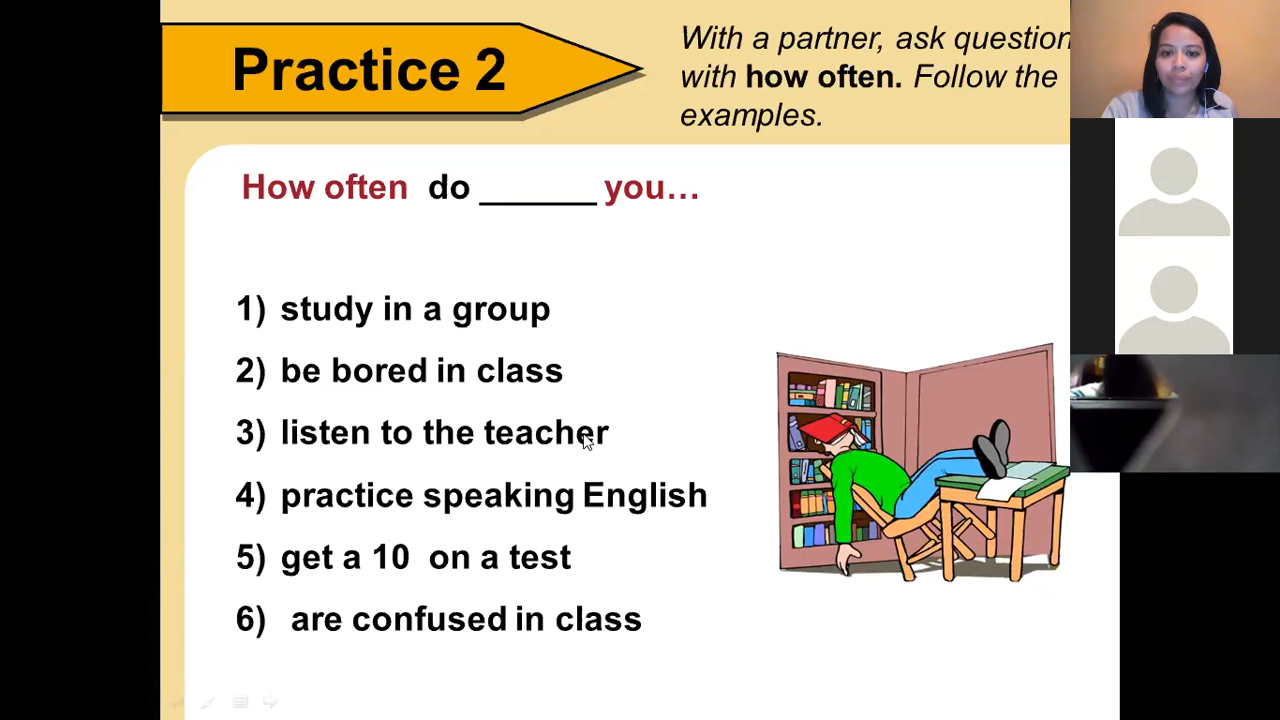 Practice 2
With a partner, ask question
with how often. Follow the
examples.
How often do ______ you…
1) study in a group
2) be bored in class
3) listen to the teacher
4) practice speaking English
5) get a 10 on a test
6) are confused in class